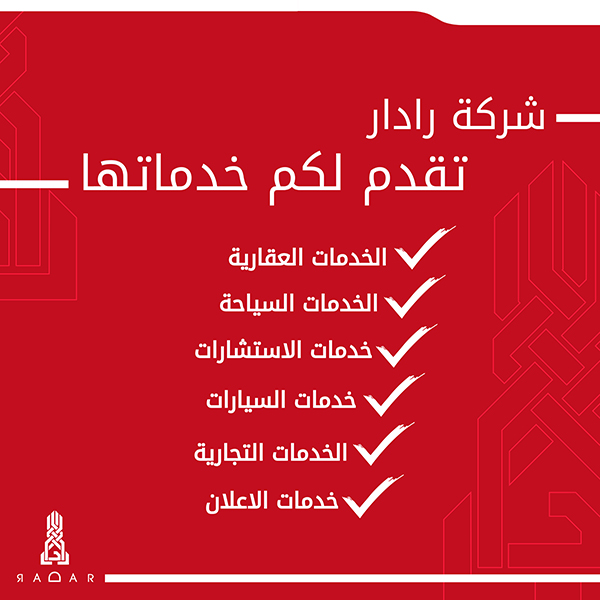 شركة رادار
تقدم لكم خدماتها
الخدمات العقارية
الخدمات السياحة
خدمات الاستشارات
خدمات السيارات
الخدمات التجارية
خدمات الاعلان
RADAR